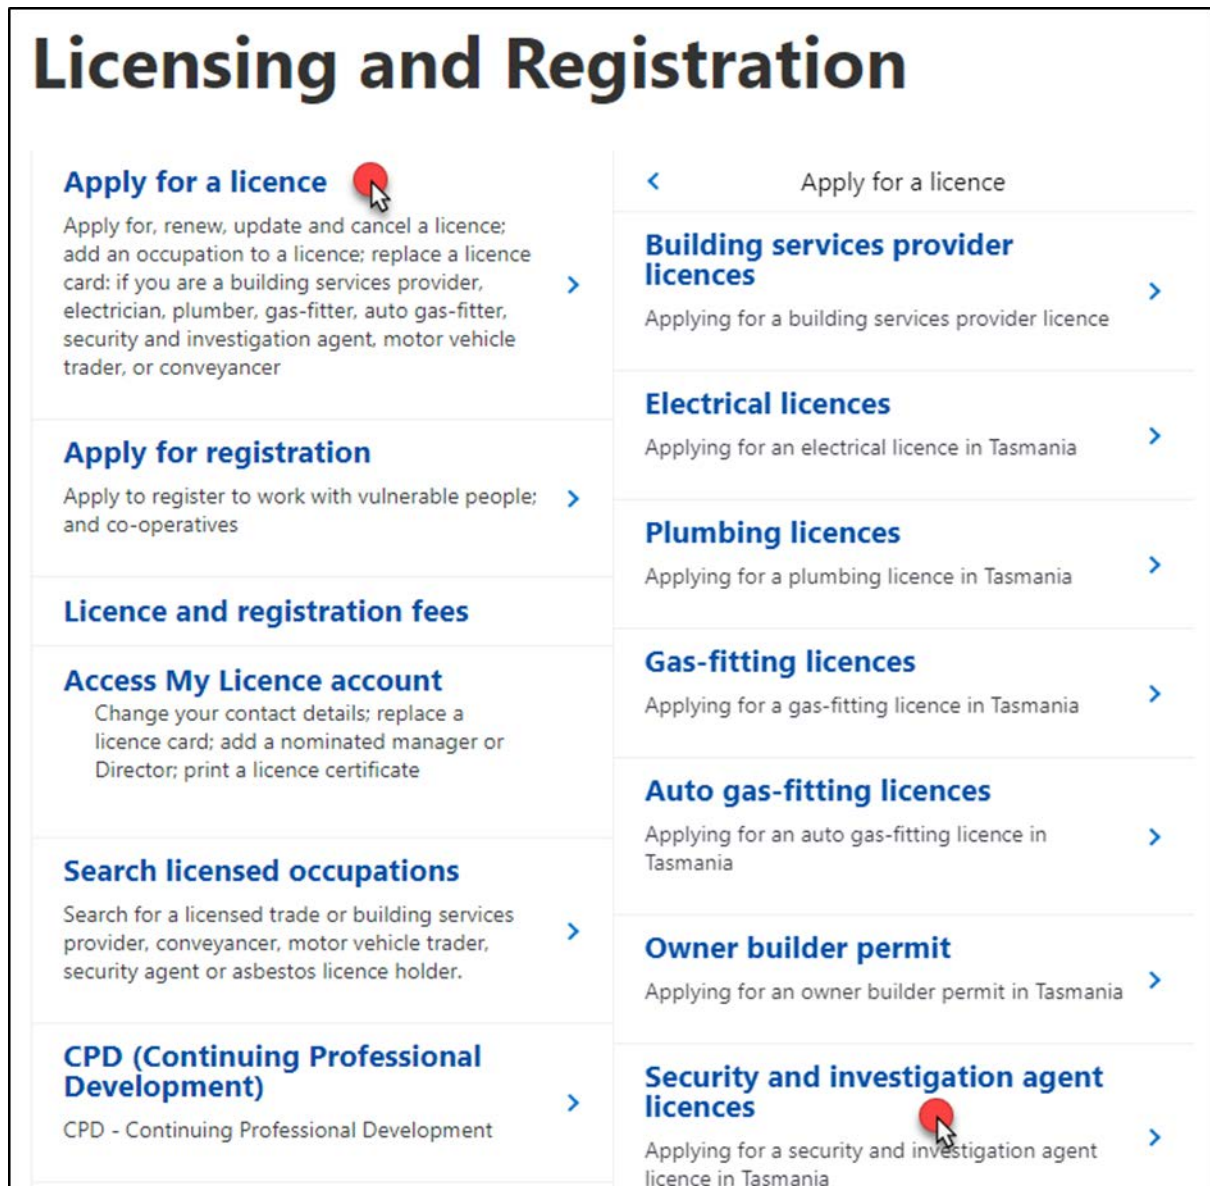 Licensing and Registration
Apply for a licence
Apply for, renew, update and cancel a licence;
add an occupation to a licence; replace a licence
card: if you are a building services provider,
electrician, plumber, gas-fitter, auto gas-fitter,
security and investigation agent, motor vehicle
trader, or conveyancer
Apply for registration
Apply to register to work with vulnerable people;
and co-operatives
Licence and registration fees
Access My Licence account
Change your contact details; replace a
licence card; add a nominated manager or
Director; print a licence certificate
Search licensed occupations
Search for a licensed trade or building services
provider, conveyancer, motor vehicle trader,
security agent or asbestos licence holder.
CPD (Continuing Professional
Development)
CPD - Continuing Professional Development
Apply for a licence
Building services provider
licences
Applying for a building services provider licence
Electrical licences
Applying for an electrical licence in Tasmania
Plumbing licences
Applying for a plumbing licence in Tasmania
Gas-fitting licences
Applying for a gas-fitting licence in Tasmania
Auto gas-fitting licences
Applying for an auto gas-fitting licence in
Tasmania
Owner builder permit
Applying for an owner builder permit in Tasmania
Security and investigation agent
licences
Applying for a security and investigation agent
licence in Tasmania